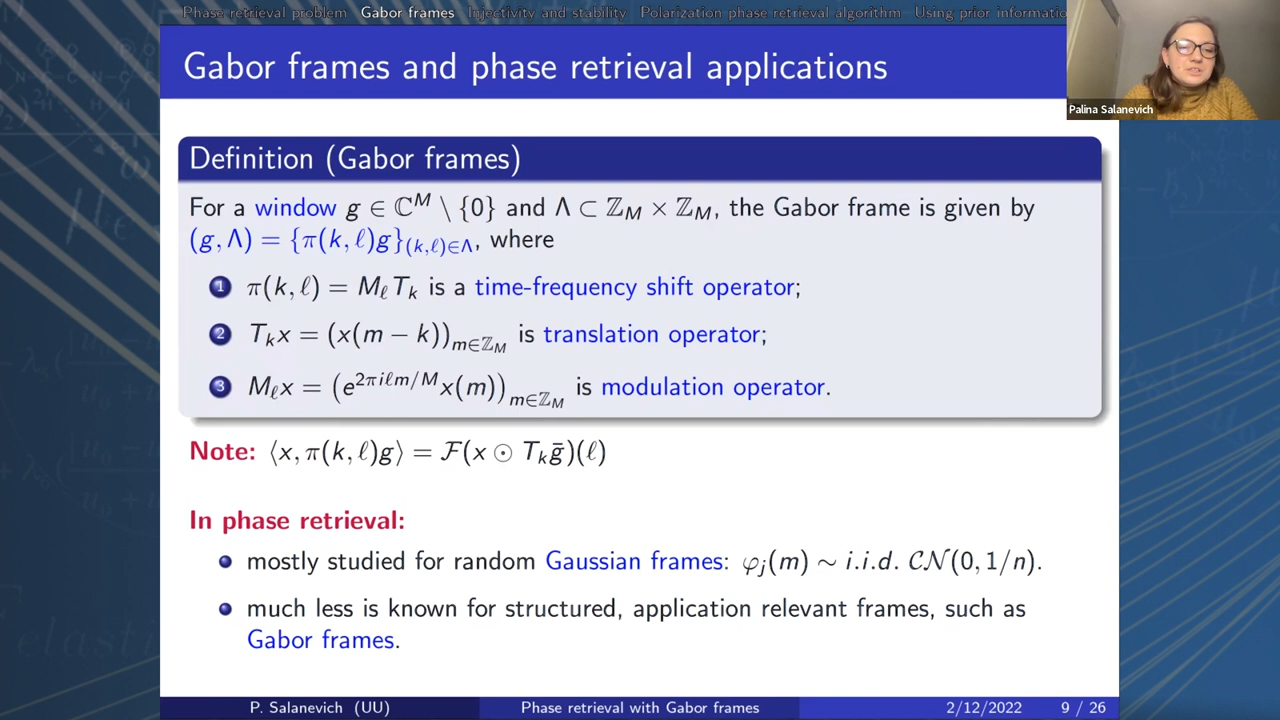 Phase retrieval problem Gabor frames Injectivity and stability Polarization phase retrieval algorithm Using prior informatio
Gabor frames and phase retrieval applications
Palina Salanevich
Definition (Gabor frames)
For a window g ∈ ℂ^M \ {0} and Λ ⊂ ℤ_M × ℤ_M, the Gabor frame is given by
(g, Λ) = {π(k, ℓ)g}_(k,ℓ)∈Λ, where
1 π(k, ℓ) = M_ℓ T_k is a time-frequency shift operator;
2 T_k x = (x(m − k))_m∈ℤ_M is translation operator;
3 M_ℓ x = (e^{2πiℓm/M} x(m))_m∈ℤ_M is modulation operator.
Note: ⟨x, π(k, ℓ)g⟩ = ℱ(x ⊙ T_k ḡ)(ℓ)
In phase retrieval:
mostly studied for random Gaussian frames: φ_j(m) ∼ i.i.d. 𝒞𝒩(0, 1/n).
much less is known for structured, application relevant frames, such as
Gabor frames.
P. Salanevich (UU) Phase retrieval with Gabor frames 2/12/2022 9 / 26